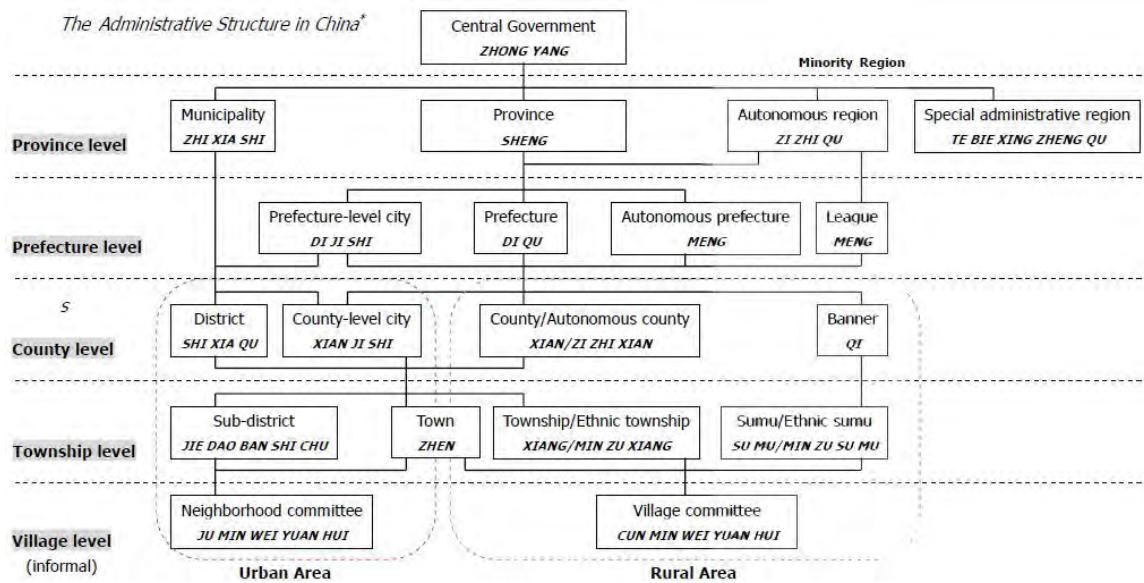 The Administrative Structure in China*
Central Government
ZHONG YANG
Minority Region
Province level
Municipality
ZHI XIA SHI
Province
SHENG
Autonomous region
ZI ZHI QU
Special administrative region
TE BIE XING ZHENG QU
Prefecture level
Prefecture-level city
DI JI SHI
Prefecture
DI QU
Autonomous prefecture
MENG
League
MENG
S
County level
District
SHI XIA QU
County-level city
XIAN JI SHI
County/Autonomous county
XIAN/ZI ZHI XIAN
Banner
QI
Township level
Sub-district
JIE DAO BAN SHI CHU
Town
ZHEN
Township/Ethnic township
XIANG/MIN ZU XIANG
Sumu/Ethnic sumu
SU MU/MIN ZU SU MU
Village level
(informal)
Neighborhood committee
JU MIN WEI YUAN HUI
Village committee
CUN MIN WEI YUAN HUI
Urban Area
Rural Area